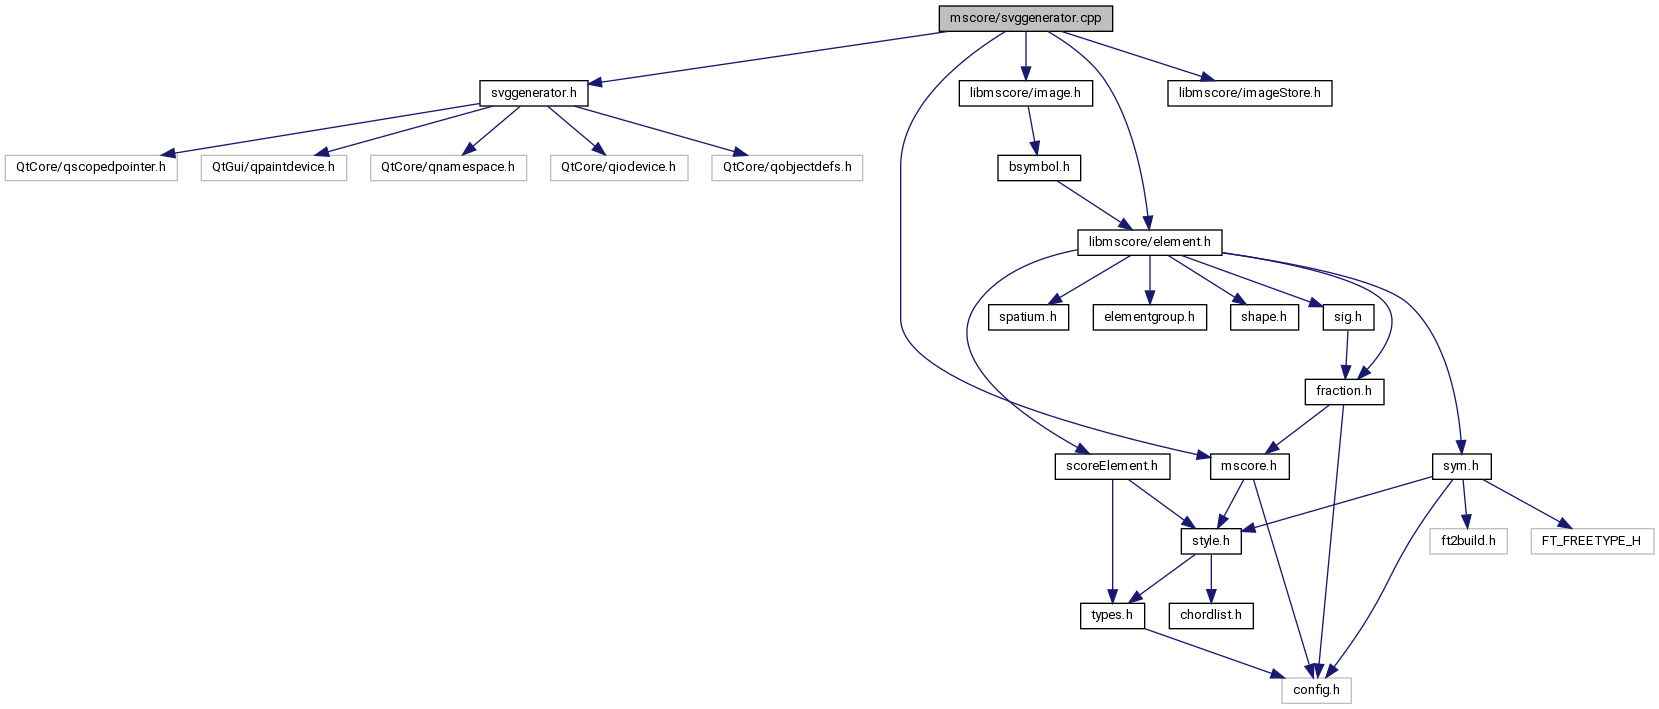 mscore/svggenerator.cpp
svggenerator.h
libmscore/image.h
libmscore/imageStore.h
QtCore/qscopedpointer.h
QtGui/qpaintdevice.h
QtCore/qnamespace.h
QtCore/qiodevice.h
QtCore/qobjectdefs.h
bsymbol.h
libmscore/element.h
spatium.h
elementgroup.h
shape.h
sig.h
fraction.h
scoreElement.h
mscore.h
sym.h
style.h
ft2build.h
FT_FREETYPE_H
types.h
chordlist.h
config.h